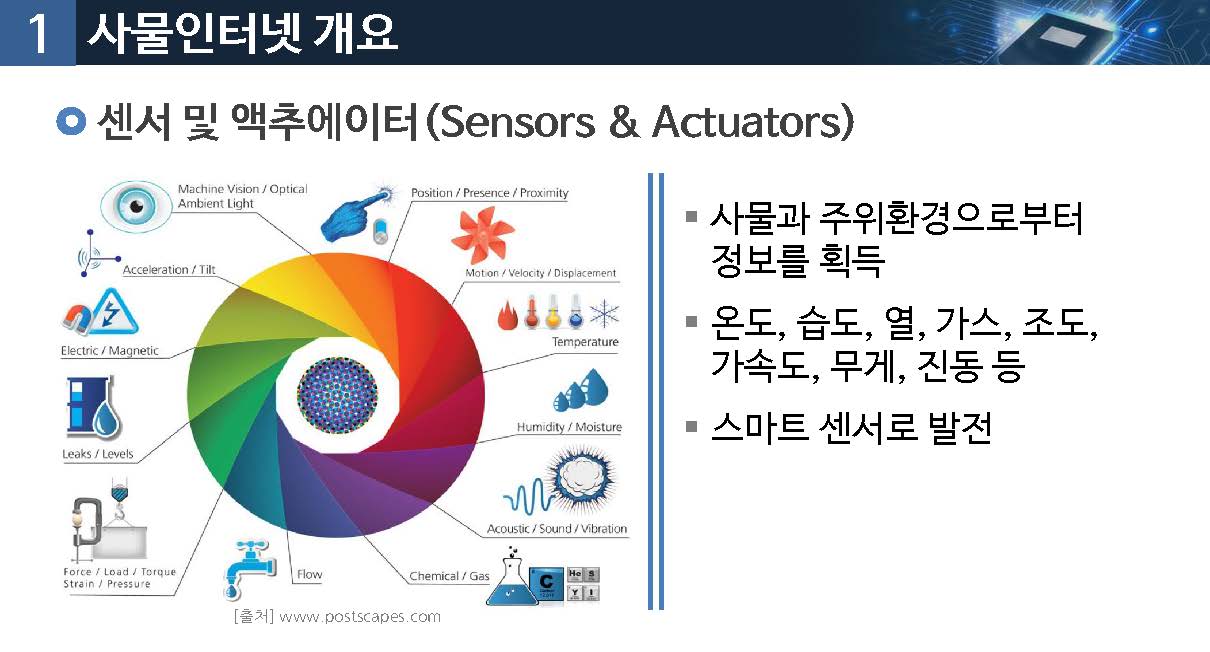 1 사물인터넷 개요
센서 및 액추에이터(Sensors & Actuators)
Machine Vision / Optical
Ambient Light
Position / Presence / Proximity
Acceleration / Tilt
Motion / Velocity / Displacement
Electric / Magnetic
Temperature
Humidity / Moisture
Leaks / Levels
Acoustic / Sound / Vibration
Force / Load / Torque
Strain / Pressure
Flow
Chemical / Gas
C
He S
Y I
[출처] www.postscapes.com
▪ 사물과 주위환경으로부터
정보를 획득
▪ 온도, 습도, 열, 가스, 조도,
가속도, 무게, 진동 등
▪ 스마트 센서로 발전